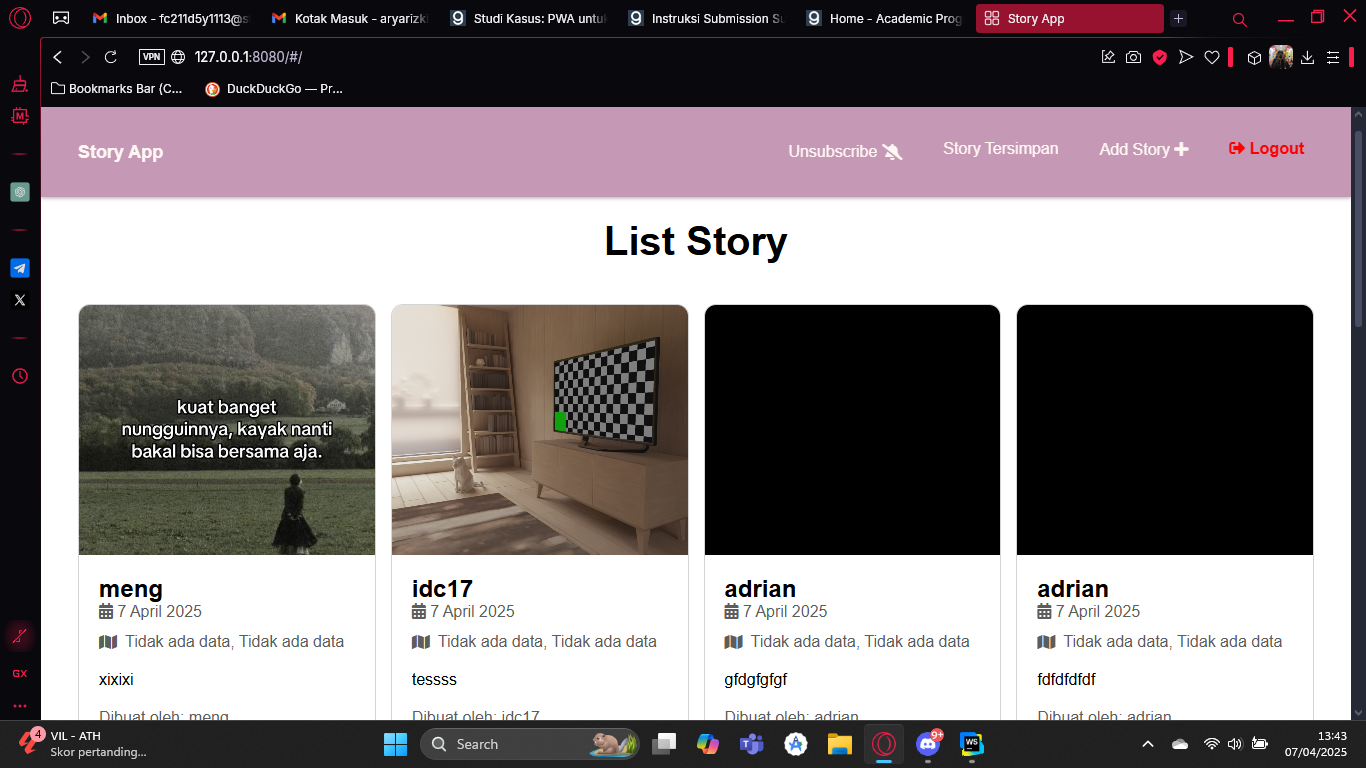 Inbox - fc211d5y1113@s
Kotak Masuk - aryarizk
Studi Kasus: PWA untu
Instruksi Submission Su
Home - Academic Prog
Story App
VPN
127.0.0.1:8080/#/
Bookmarks Bar (C...
DuckDuckGo — Pr...
Story App
Unsubscribe
Story Tersimpan
Add Story
Logout
List Story
kuat banget
nungguinnya, kayak nanti
bakal bisa bersama aja.
meng
7 April 2025
Tidak ada data, Tidak ada data
xixixi
Dibuat oleh: meng
idc17
7 April 2025
Tidak ada data, Tidak ada data
tessss
Dibuat oleh: idc17
adrian
7 April 2025
Tidak ada data, Tidak ada data
gfdgfgfgf
Dibuat oleh: adrian
adrian
7 April 2025
Tidak ada data, Tidak ada data
fdfdfdfdf
Dibuat oleh: adrian
M
GX
4
VIL - ATH
Skor pertanding...
Search
9+
WS
13:43
07/04/2025